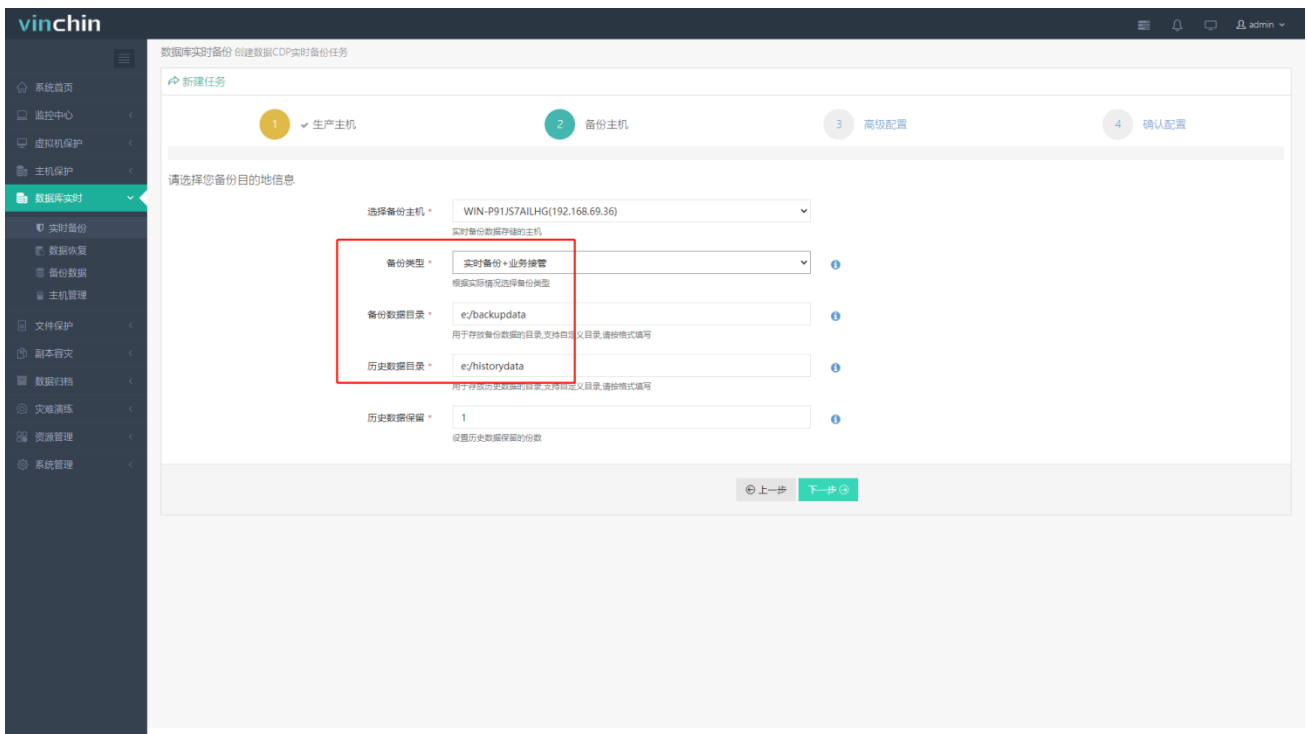 vinchin
admin
数据库实时备份 创建数据CDP实时备份任务
新建任务
系统首页
监控中心
虚拟机保护
主机保护
数据库实时
实时备份
数据恢复
备份数据
主机管理
文件保护
副本容灾
数据归档
灾难演练
资源管理
系统管理
1 生产主机
2 备份主机
3 高级配置
4 确认配置
请选择您备份目的地信息
选择备份主机 * WIN-P91JS7AILHG(192.168.69.36)
实时备份数据存储的主机
备份类型 * 实时备份+业务接管
根据实际情况选择备份类型
备份数据目录 * e:/backupdata
用于存放备份数据的目录,支持自定义目录,请按格式填写
历史数据目录 * e:/historydata
用于存放历史数据的目录,支持自定义目录,请按格式填写
历史数据保留 * 1
设置历史数据保留的份数
上一步 下一步